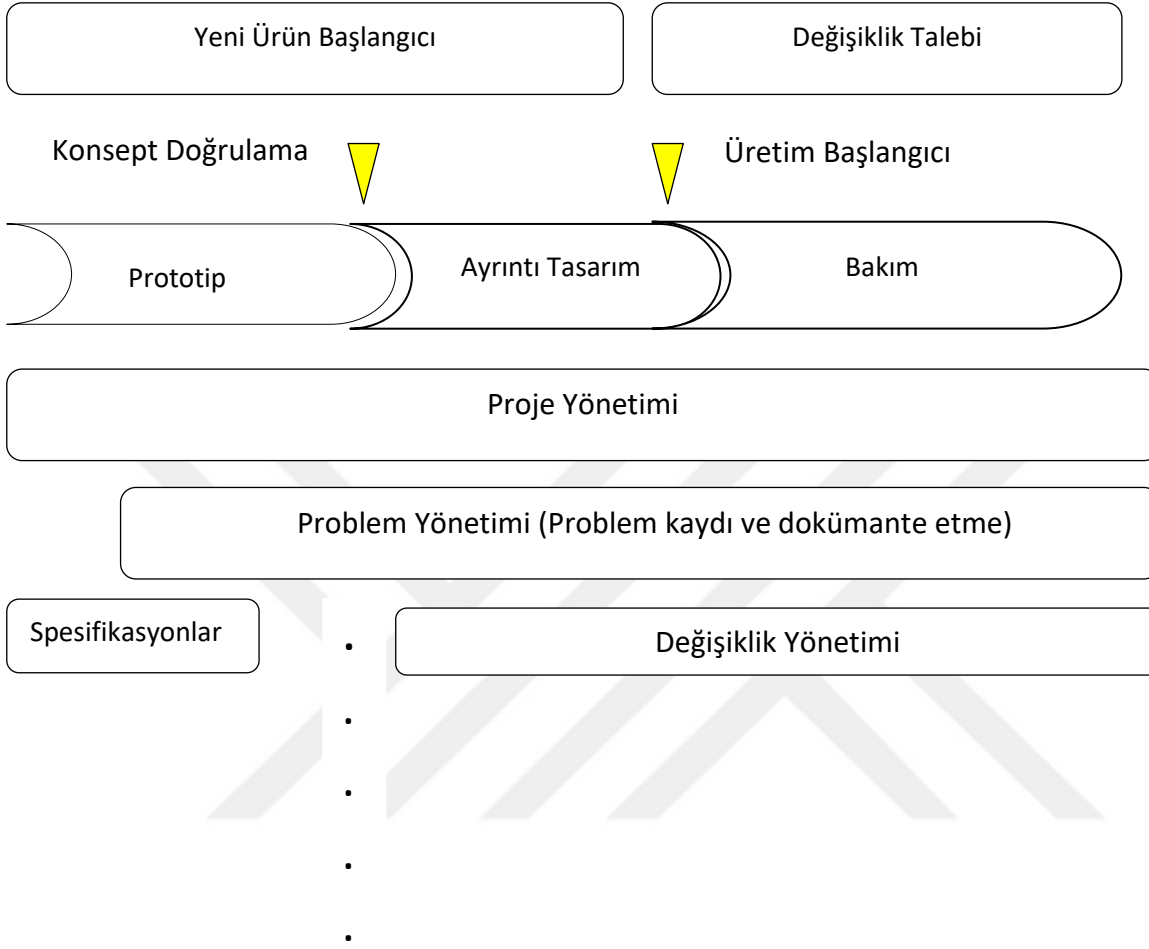 Yeni Ürün Başlangıcı
Değişiklik Talebi
Konsept Doğrulama
Üretim Başlangıcı
Prototip
Ayrıntı Tasarım
Bakım
Proje Yönetimi
Problem Yönetimi (Problem kaydı ve dokümante etme)
Spesifikasyonlar
Değişiklik Yönetimi